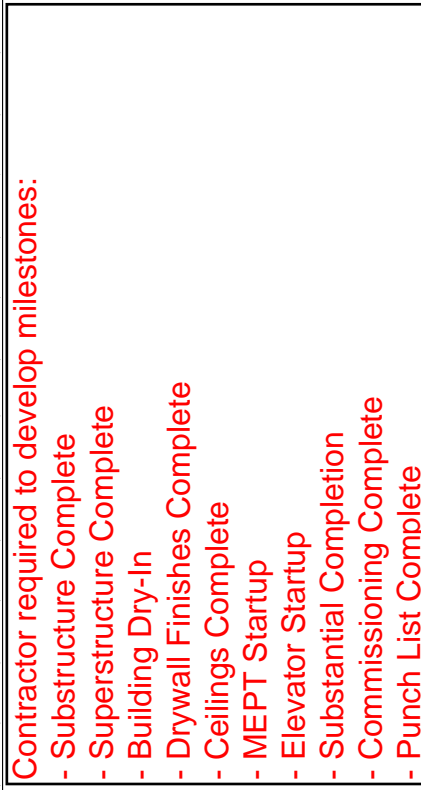 Contractor required to develop milestones:
- Substructure Complete
- Superstructure Complete
- Building Dry-In
- Drywall Finishes Complete
- Ceilings Complete
- MEPT Startup
- Elevator Startup
- Substantial Completion
- Commissioning Complete
- Punch List Complete